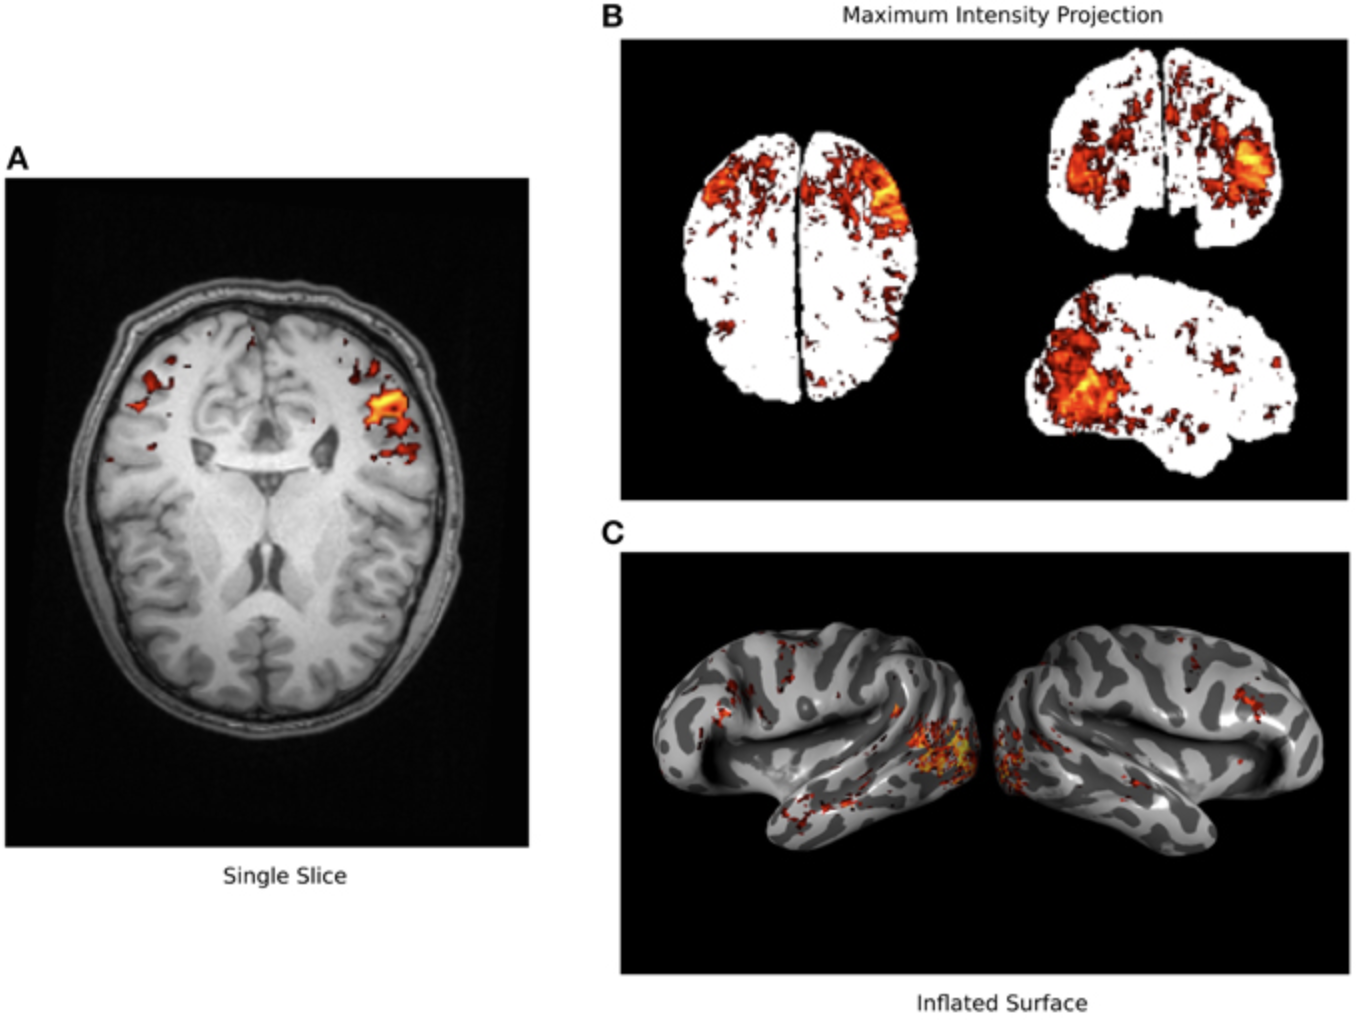 A
Single Slice
B
Maximum Intensity Projection
C
Inflated Surface